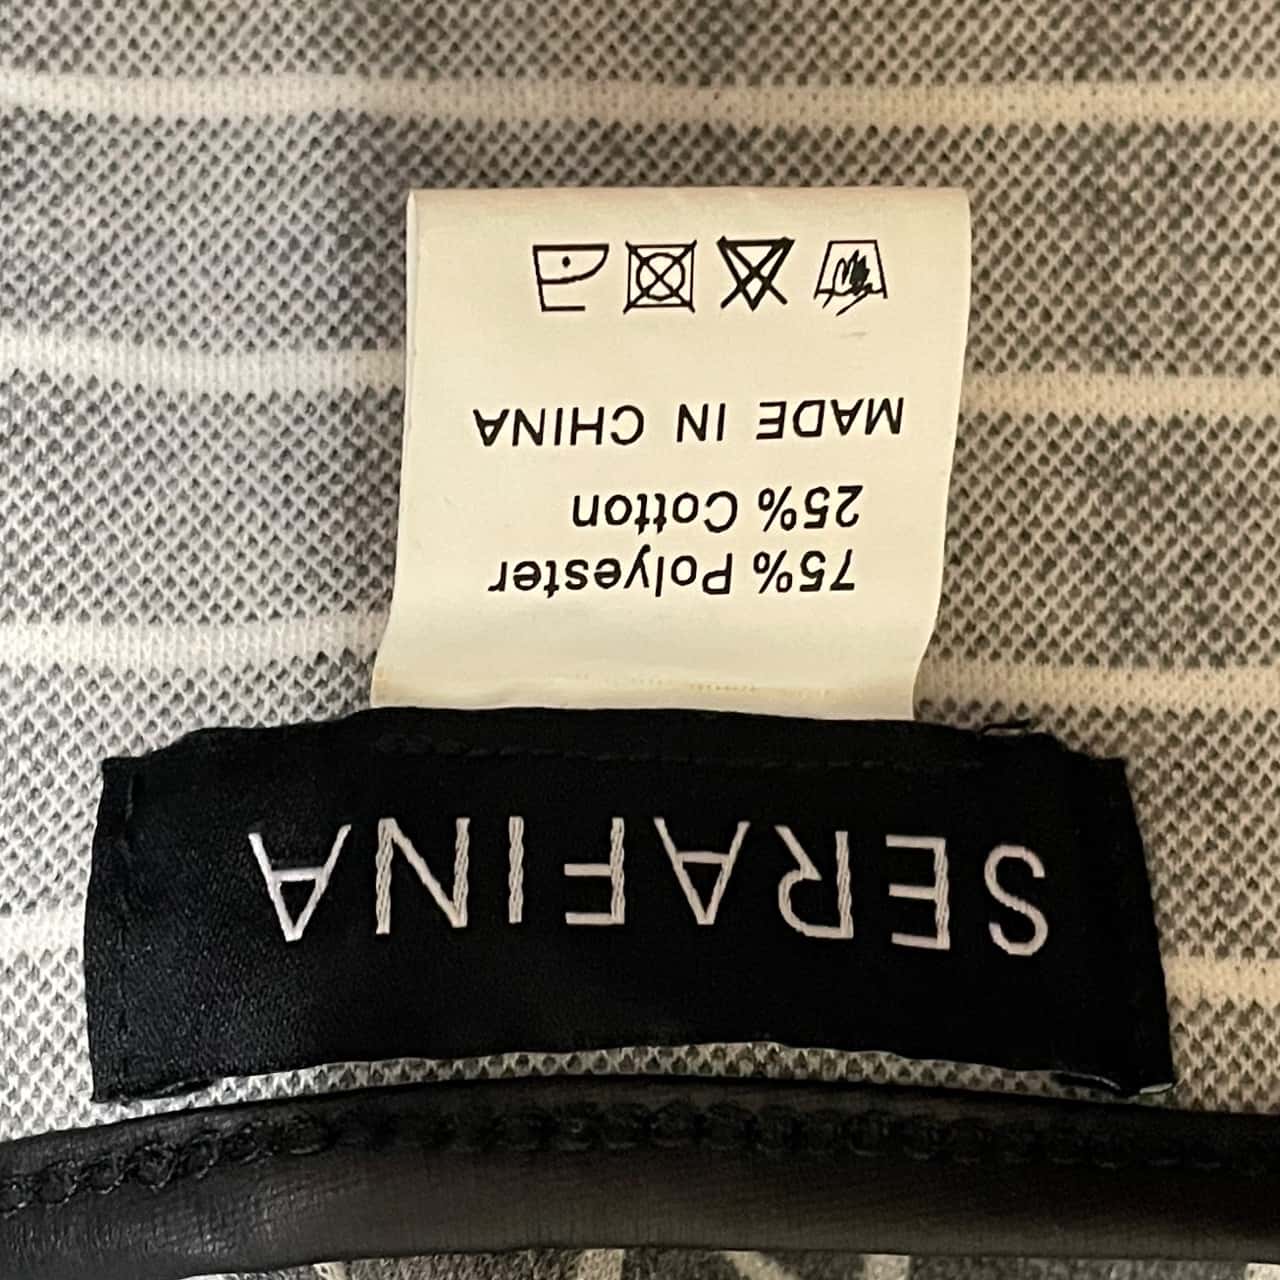 SERAFINA
75% Polyester
25% Cotton
MADE IN CHINA